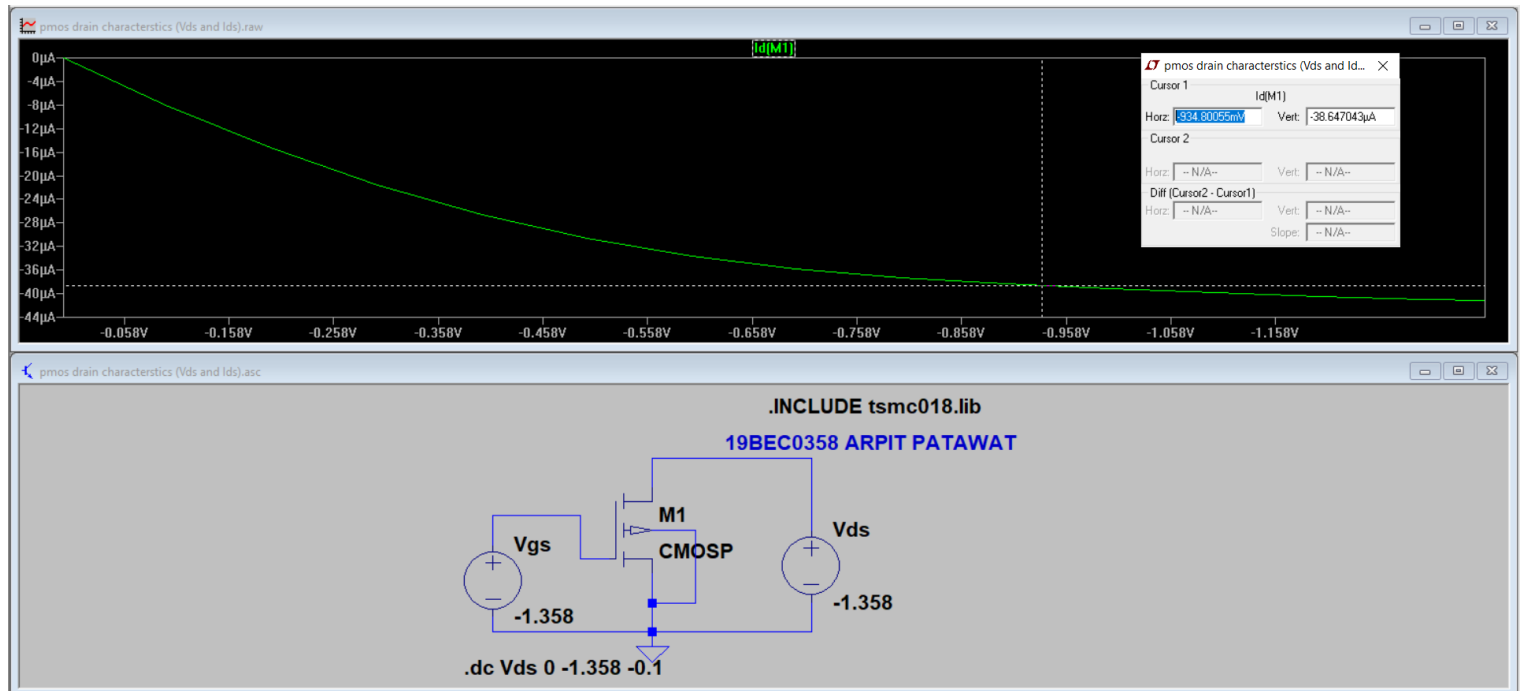 pmos drain characterstics (Vds and Ids).raw
Id(M1)
0µA
-4µA
-8µA
-12µA
-16µA
-20µA
-24µA
-28µA
-32µA
-36µA
-40µA
-44µA
-0.058V -0.158V -0.258V -0.358V -0.458V -0.558V -0.658V -0.758V -0.858V -0.958V -1.058V -1.158V
pmos drain characterstics (Vds and Id...
Cursor 1
Id(M1)
Horz: -934.80055mV Vert: -38.647043µA
Cursor 2
Horz: -- N/A-- Vert: -- N/A--
Diff (Cursor2 - Cursor1)
Horz: -- N/A-- Vert: -- N/A--
Slope: -- N/A--
pmos drain characterstics (Vds and Ids).asc
.INCLUDE tsmc018.lib
19BEC0358 ARPIT PATAWAT
M1
Vgs
CMOSP
Vds
-1.358
-1.358
.dc Vds 0 -1.358 -0.1